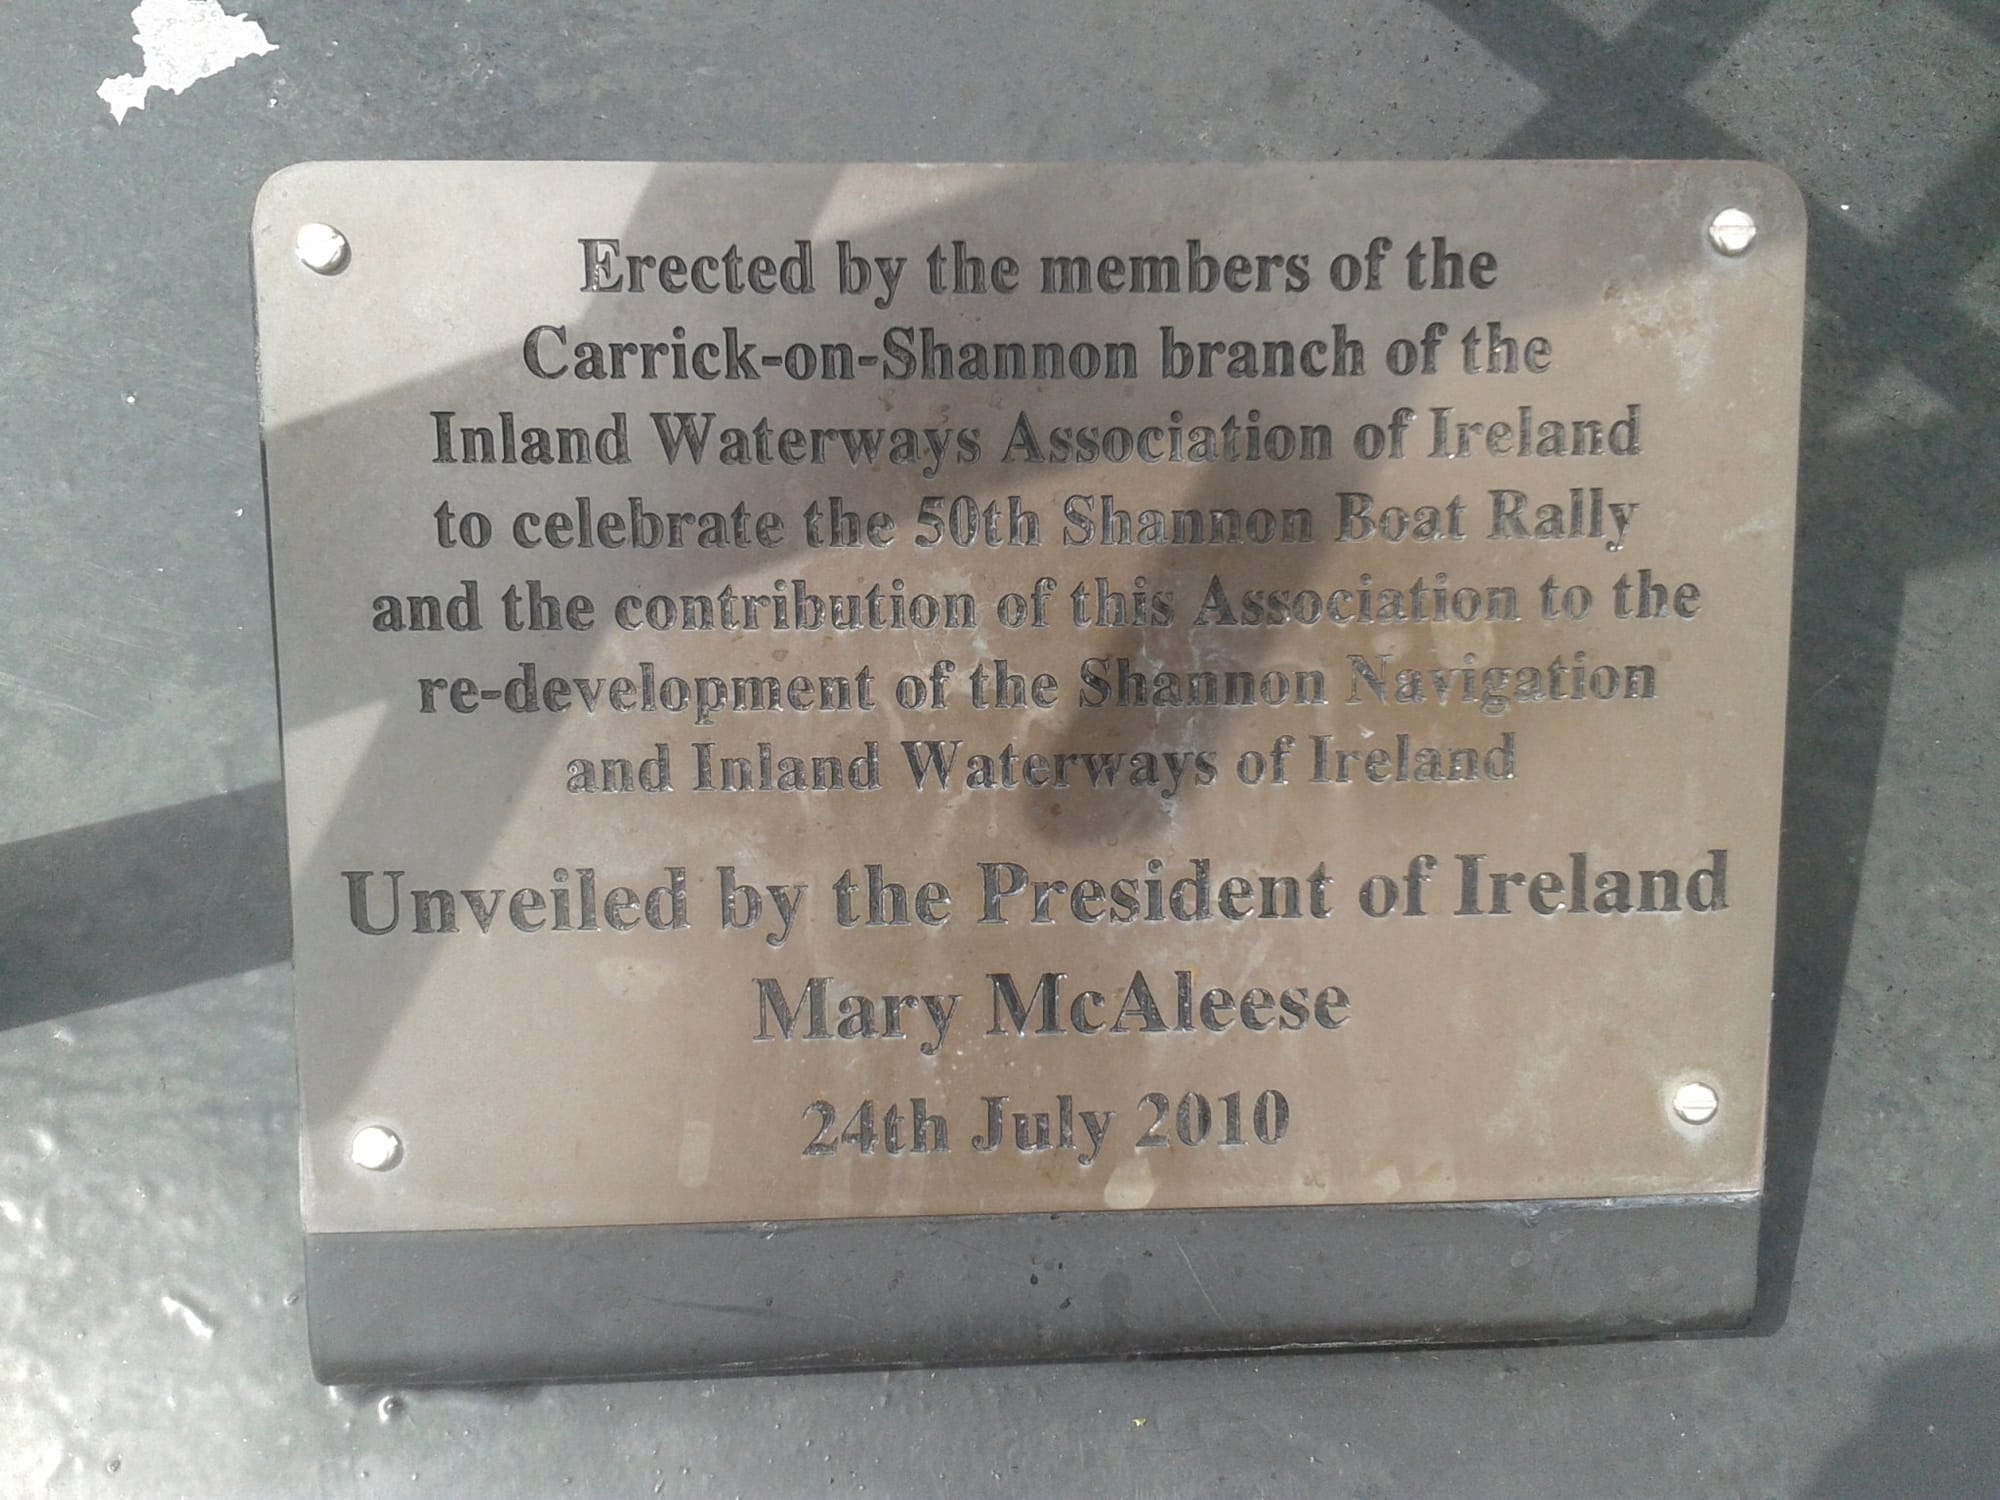 Erected by the members of the
Carrick-on-Shannon branch of the
Inland Waterways Association of Ireland
to celebrate the 50th Shannon Boat Rally
and the contribution of this Association to the
re-development of the Shannon Navigation
and Inland Waterways of Ireland
Unveiled by the President of Ireland
Mary McAleese
24th July 2010